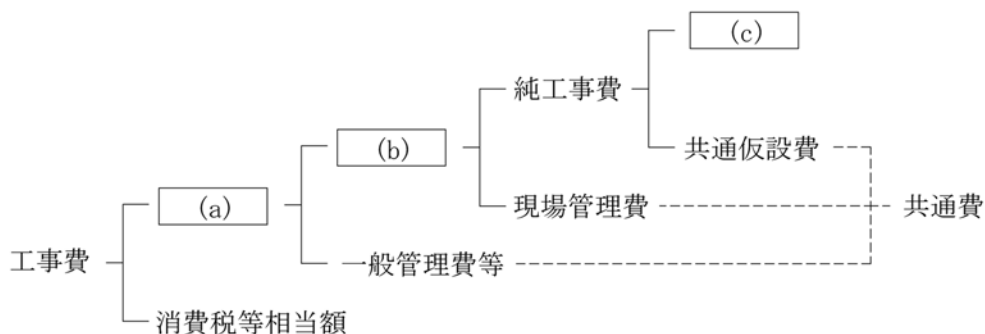 (c)
純工事費
(b)
共通仮設費
(a)
現場管理費
共通費
工事費
一般管理費等
消費税等相当額